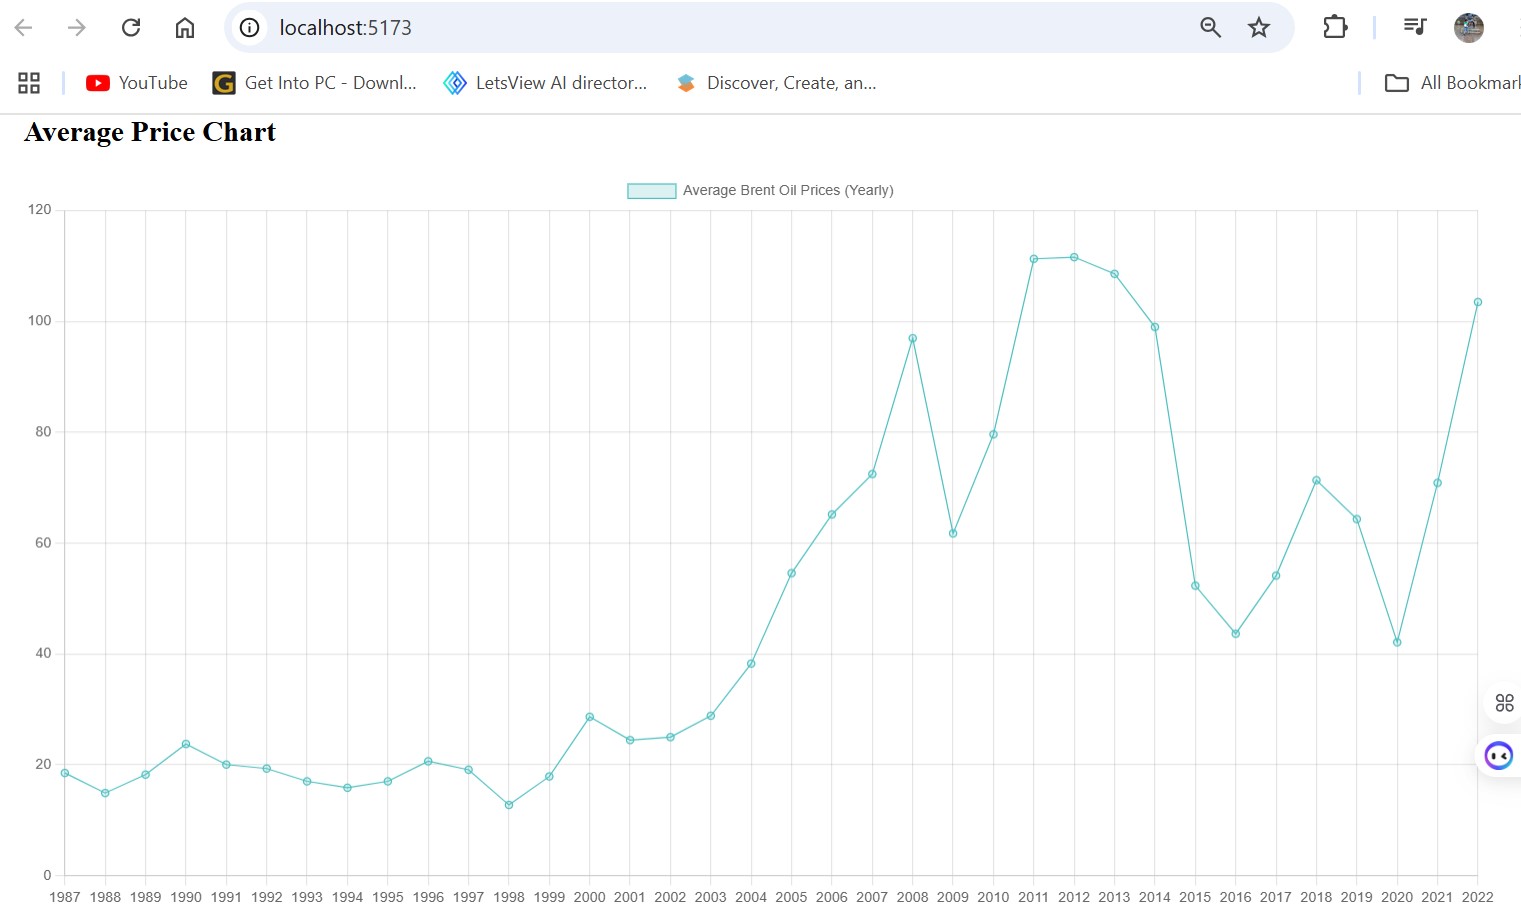 localhost:5173
YouTube
Get Into PC - Downl...
LetsView AI director...
Discover, Create, an...
All Bookmark
Average Price Chart
Average Brent Oil Prices (Yearly)
120
100
80
60
40
20
0
1987 1988 1989 1990 1991 1992 1993 1994 1995 1996 1997 1998 1999 2000 2001 2002 2003 2004 2005 2006 2007 2008 2009 2010 2011 2012 2013 2014 2015 2016 2017 2018 2019 2020 2021 2022